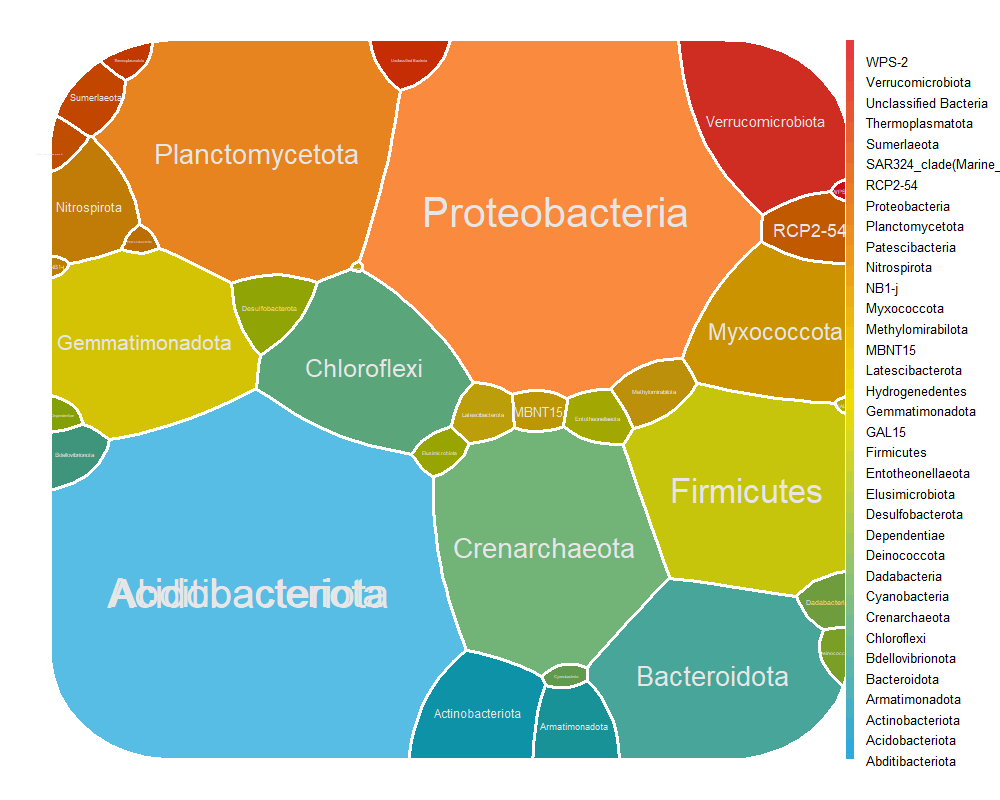 Unclassified Bacteria
Sumerlaeota
Verrucomicrobiota
Planctomycetota
Nitrospirota
Proteobacteria
RCP2-54
Desulfobacterota
Gemmatimonadota
Myxococcota
Chloroflexi
Methylomirabilota
Latescibacterota
MBNT15
Entotheonellaeota
Elusimicrobiota
Bdellovibrionota
Firmicutes
Crenarchaeota
Acidobacteriota
Abditibacteriota
Dadabacteri
Bacteroidota
Cyanobacteria
Actinobacteriota
Armatimonadota
WPS-2
Verrucomicrobiota
Unclassified Bacteria
Thermoplasmatota
Sumerlaeota
SAR324_clade(Marine_
RCP2-54
Proteobacteria
Planctomycetota
Patescibacteria
Nitrospirota
NB1-j
Myxococcota
Methylomirabilota
MBNT15
Latescibacterota
Hydrogenedentes
Gemmatimonadota
GAL15
Firmicutes
Entotheonellaeota
Elusimicrobiota
Desulfobacterota
Dependentiae
Deinococcota
Dadabacteria
Cyanobacteria
Crenarchaeota
Chloroflexi
Bdellovibrionota
Bacteroidota
Armatimonadota
Actinobacteriota
Acidobacteriota
Abditibacteriota